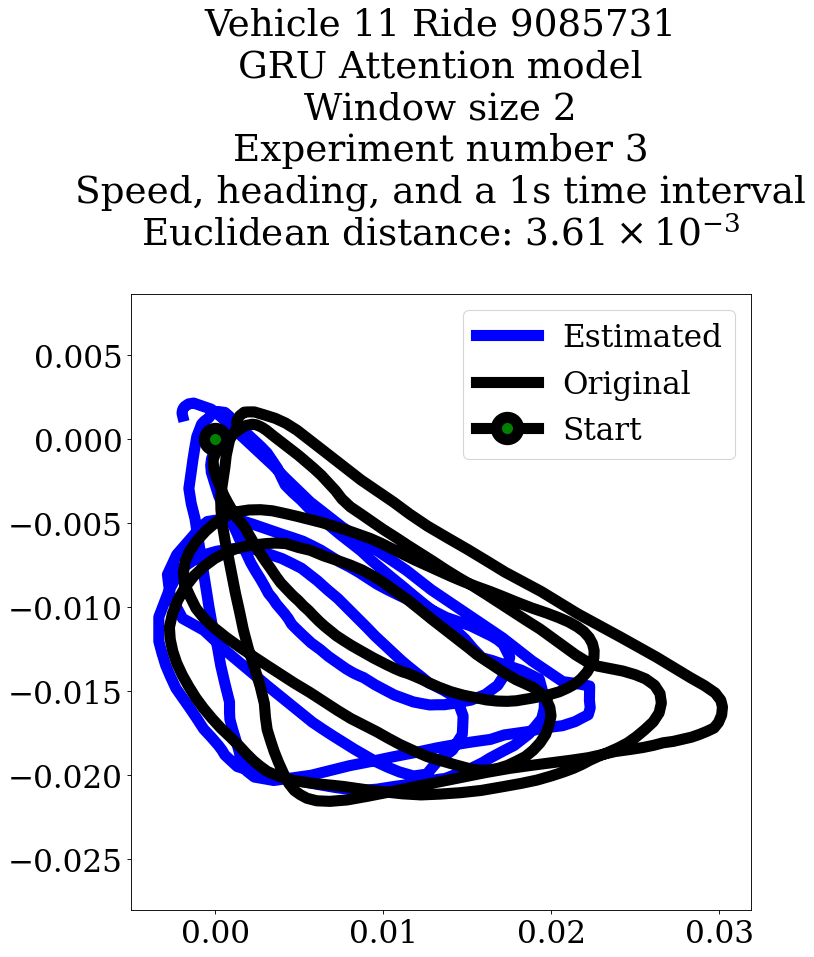 Vehicle 11 Ride 9085731
GRU Attention model
Window size 2
Experiment number 3
Speed, heading, and a 1s time interval
Euclidean distance: 3.61 × 10⁻³
Estimated
Original
Start
0.005
0.000
−0.005
−0.010
−0.015
−0.020
−0.025
0.00 0.01 0.02 0.03